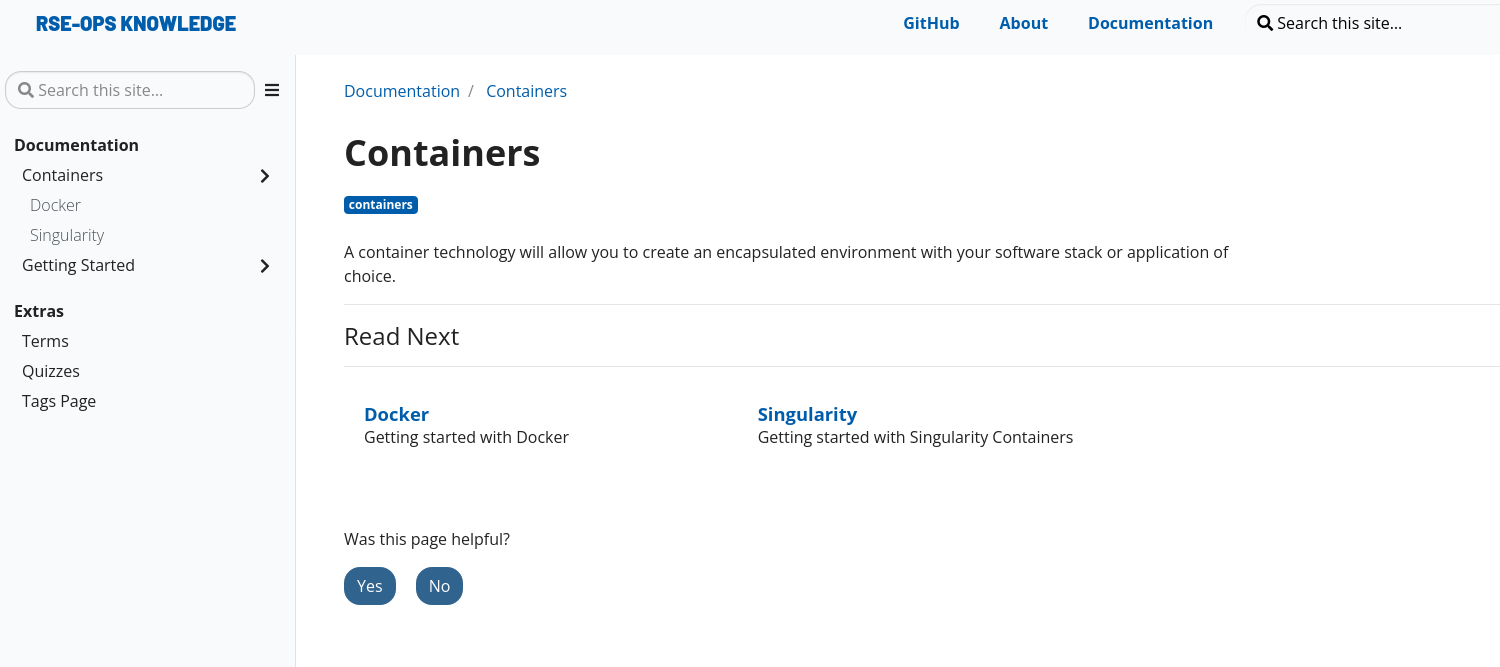 RSE-OPS KNOWLEDGE
GitHub
About
Documentation
Search this site...
Search this site...
Documentation
Containers
Docker
Singularity
Getting Started
Extras
Terms
Quizzes
Tags Page
Documentation / Containers
Containers
containers
A container technology will allow you to create an encapsulated environment with your software stack or application of
choice.
Read Next
Docker
Getting started with Docker
Singularity
Getting started with Singularity Containers
Was this page helpful?
Yes
No